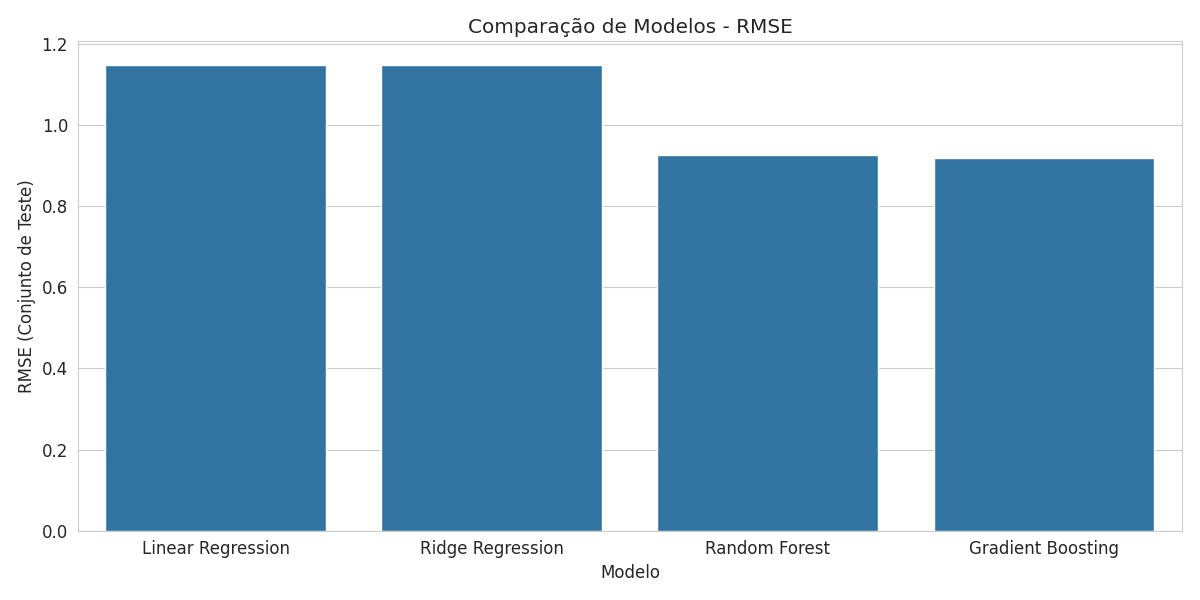 Comparação de Modelos - RMSE
RMSE (Conjunto de Teste)
1.2
1.0
0.8
0.6
0.4
0.2
0.0
Linear Regression
Ridge Regression
Random Forest
Gradient Boosting
Modelo